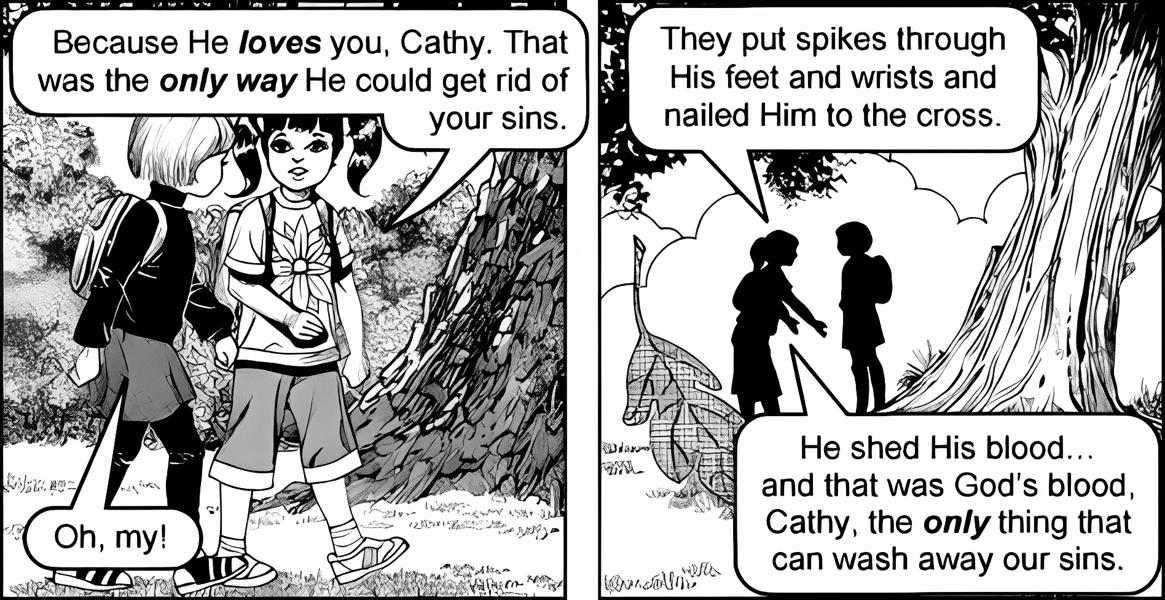 Because He loves you, Cathy. That
was the only way He could get rid of
your sins.
Oh, my!
They put spikes through
His feet and wrists and
nailed Him to the cross.
He shed His blood...
and that was God's blood,
Cathy, the only thing that
can wash away our sins.